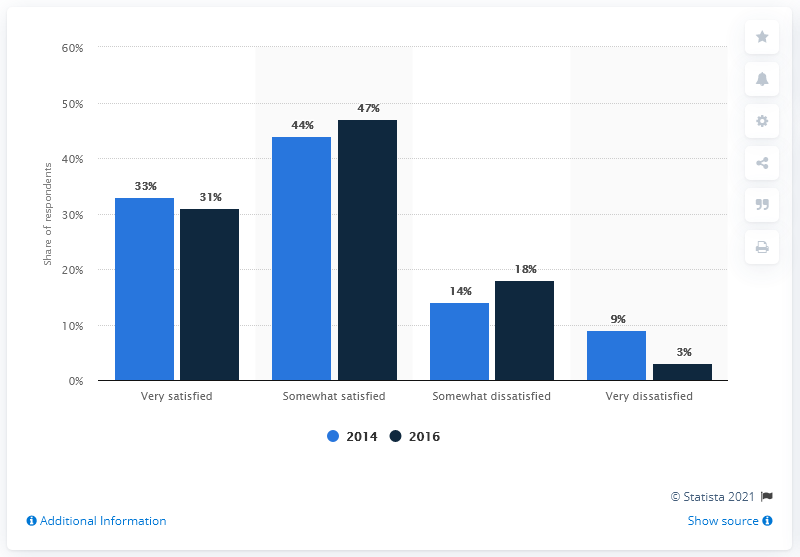 60%
50%
40%
30%
20%
10%
0%
Share of respondents
33%
31%
44%
47%
14%
18%
9%
3%
Very satisfied
Somewhat satisfied
Somewhat dissatisfied
Very dissatisfied
2014
2016
© Statista 2021
Additional Information
Show source